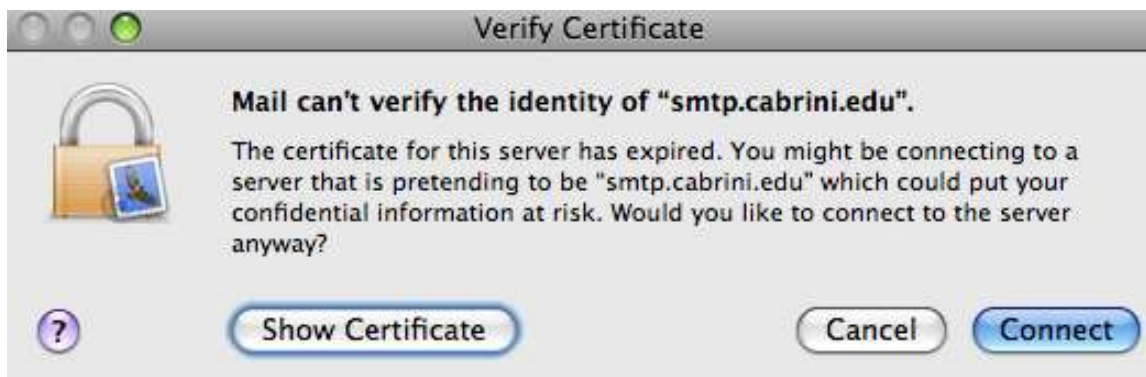 Verify Certificate
Mail can't verify the identity of “smtp.cabrini.edu”.
The certificate for this server has expired. You might be connecting to a
server that is pretending to be "smtp.cabrini.edu" which could put your
confidential information at risk. Would you like to connect to the server
anyway?
? Show Certificate Cancel Connect